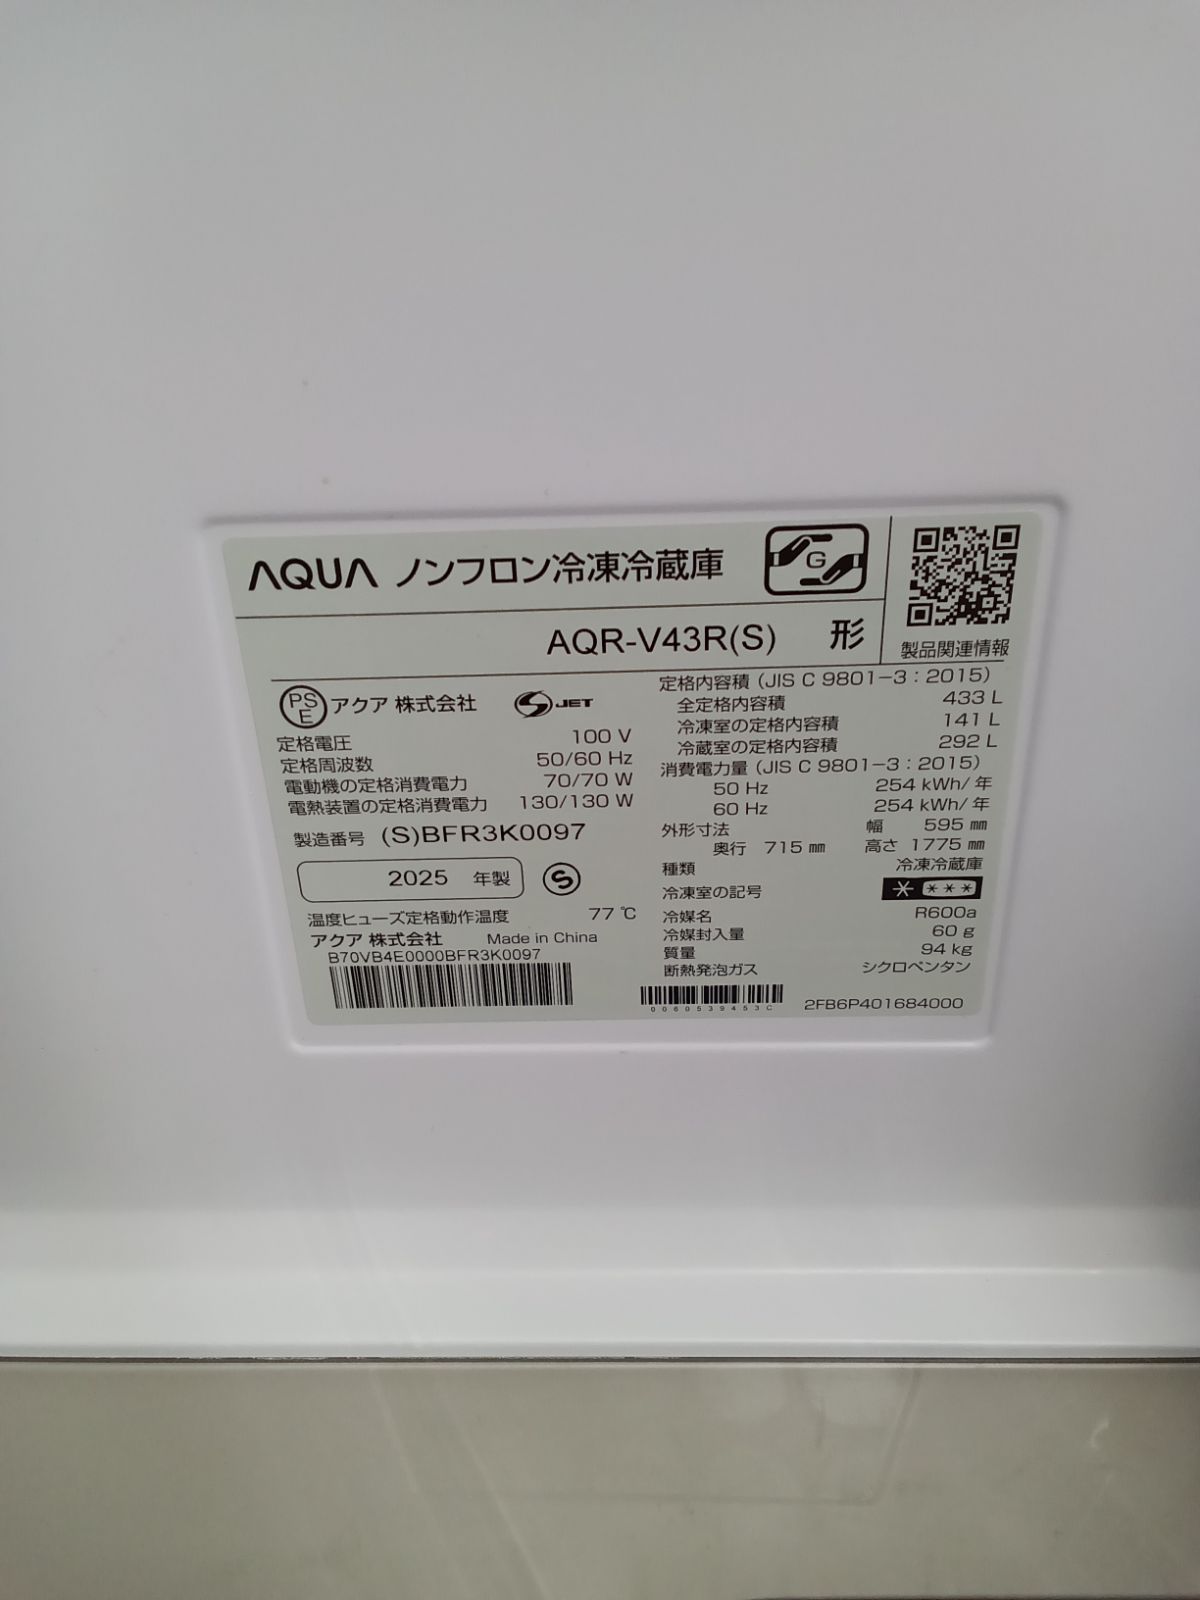 AQUA ノンフロン冷凍冷蔵庫
G
AQR-V43R(S) 形
製品関連情報
PS
E
アクア 株式会社
S JET
定格電圧 100 V
定格周波数 50/60 Hz
電動機の定格消費電力 70/70 W
電熱装置の定格消費電力 130/130 W
製造番号 (S)BFR3K0097
2025 年製
S
温度ヒューズ定格動作温度 77 ℃
アクア 株式会社 Made in China
B70VB4E0000BFR3K0097
定格内容積 (JIS C 9801-3：2015)
全定格内容積 433 L
冷凍室の定格内容積 141 L
冷蔵室の定格内容積 292 L
消費電力量 (JIS C 9801-3：2015)
50 Hz 254 kWh/年
60 Hz 254 kWh/年
外形寸法 幅 595 ㎜
奥行 715 ㎜ 高さ 1775 ㎜
種類 冷凍冷蔵庫
冷凍室の記号
冷媒名 R600a
冷媒封入量 60 g
質量 94 kg
断熱発泡ガス シクロペンタン
0060539453C
2FB6P401684000